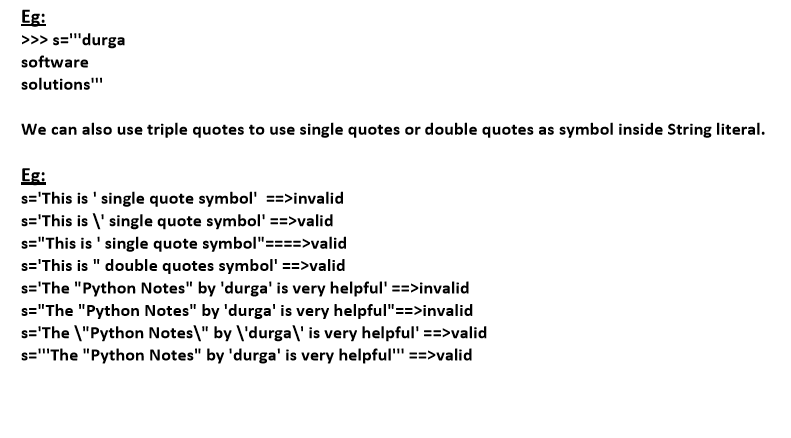 Eg:
>>> s='''durga
software
solutions'''
We can also use triple quotes to use single quotes or double quotes as symbol inside String literal.
Eg:
s='This is ' single quote symbol' ==>invalid
s='This is \' single quote symbol' ==>valid
s="This is ' single quote symbol"====>valid
s='This is " double quotes symbol' ==>valid
s='The "Python Notes" by 'durga' is very helpful' ==>invalid
s="The "Python Notes" by 'durga' is very helpful"==>invalid
s='The \"Python Notes\" by \'durga\' is very helpful' ==>valid
s='''The "Python Notes" by 'durga' is very helpful''' ==>valid